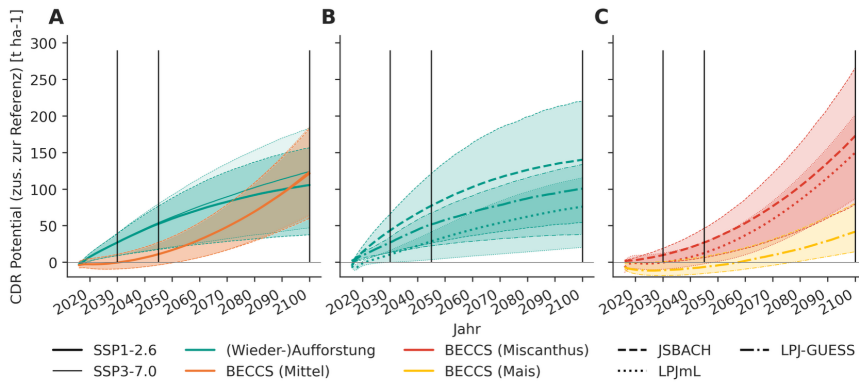 A
B
C
CDR Potential (zus. zur Referenz) [t ha-1]
300
250
200
150
100
50
0
2020
2030
2040
2050
2060
2070
2080
2090
2100
2020
2030
2040
2050
2060
2070
2080
2090
2100
2020
2030
2040
2050
2060
2070
2080
2090
2100
Jahr
SSP1-2.6
(Wieder-)Aufforstung
BECCS (Miscanthus)
JSBACH
LPJ-GUESS
SSP3-7.0
BECCS (Mittel)
BECCS (Mais)
LPJmL